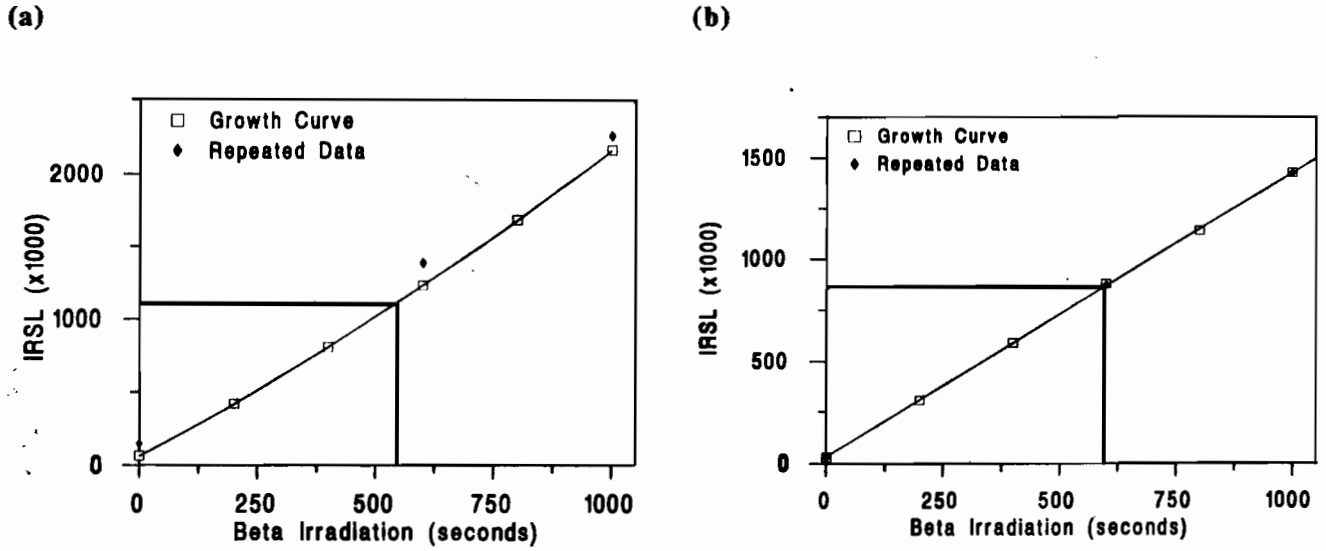 (a)
□ Growth Curve
♦ Repeated Data
2000
1000
0
IRSL (x1000)
0 250 500 750 1000
Beta Irradiation (seconds)
(b)
□ Growth Curve
♦ Repeated Data
1500
1000
500
0
IRSL (x1000)
0 250 500 750 1000
Beta Irradiation (seconds)